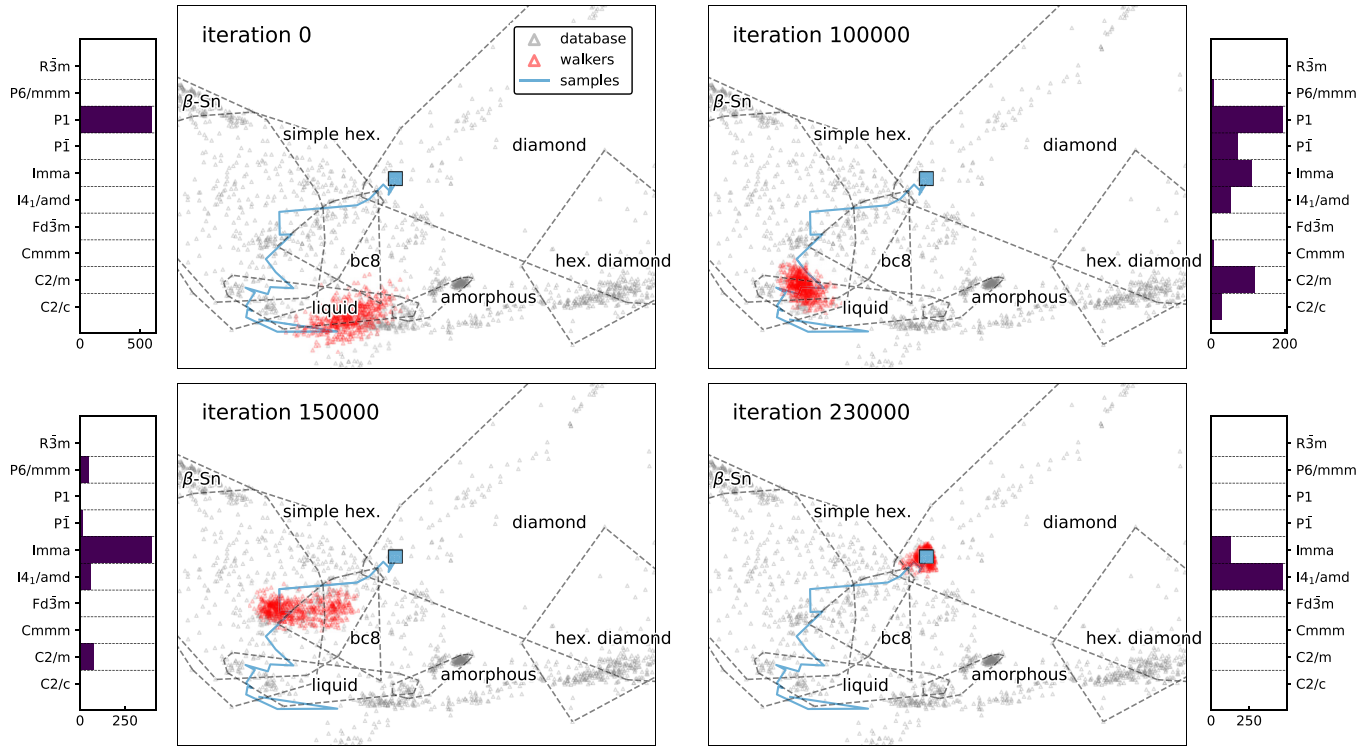 iteration 0
database
walkers
samples
β-Sn
simple hex.
diamond
bc8
hex. diamond
liquid
amorphous
R3̄m
P6/mmm
P1
P1̄
Imma
I4₁/amd
Fd3̄m
Cmmm
C2/m
C2/c
0 500
iteration 100000
β-Sn
simple hex.
diamond
bc8
hex. diamond
liquid
amorphous
R3̄m
P6/mmm
P1
P1̄
Imma
I4₁/amd
Fd3̄m
Cmmm
C2/m
C2/c
0 200
iteration 150000
β-Sn
simple hex.
diamond
bc8
hex. diamond
liquid
amorphous
R3̄m
P6/mmm
P1
P1̄
Imma
I4₁/amd
Fd3̄m
Cmmm
C2/m
C2/c
0 250
iteration 230000
β-Sn
simple hex.
diamond
bc8
hex. diamond
liquid
amorphous
R3̄m
P6/mmm
P1
P1̄
Imma
I4₁/amd
Fd3̄m
Cmmm
C2/m
C2/c
0 250